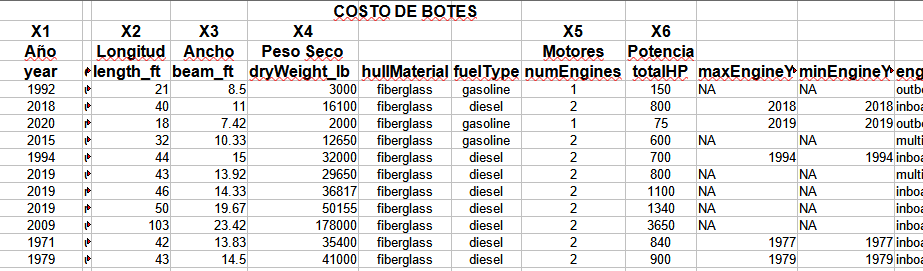 COSTO DE BOTES
X1 X2 X3 X4 X5 X6
Año Longitud Ancho Peso Seco Motores Potencia
year length_ft beam_ft dryWeight_lb hullMaterial fuelType numEngines totalHP maxEngineY minEngineY eng
1992 21 8.5 3000 fiberglass gasoline 1 150 NA NA outb
2018 40 11 16100 fiberglass diesel 2 800 2018 2018 inboa
2020 18 7.42 2000 fiberglass gasoline 1 75 2019 2019 outb
2015 32 10.33 12650 fiberglass gasoline 2 600 NA NA multi
1994 44 15 32000 fiberglass diesel 2 700 1994 1994 inboa
2019 43 13.92 29650 fiberglass diesel 2 800 NA NA multi
2019 46 14.33 36817 fiberglass diesel 2 1100 NA NA inboa
2019 50 19.67 50155 fiberglass diesel 2 1340 NA NA inboa
2009 103 23.42 178000 fiberglass diesel 2 3650 NA NA inboa
1971 42 13.83 35400 fiberglass diesel 2 840 1977 1977 inboa
1979 43 14.5 41000 fiberglass diesel 2 900 1979 1979 inboa